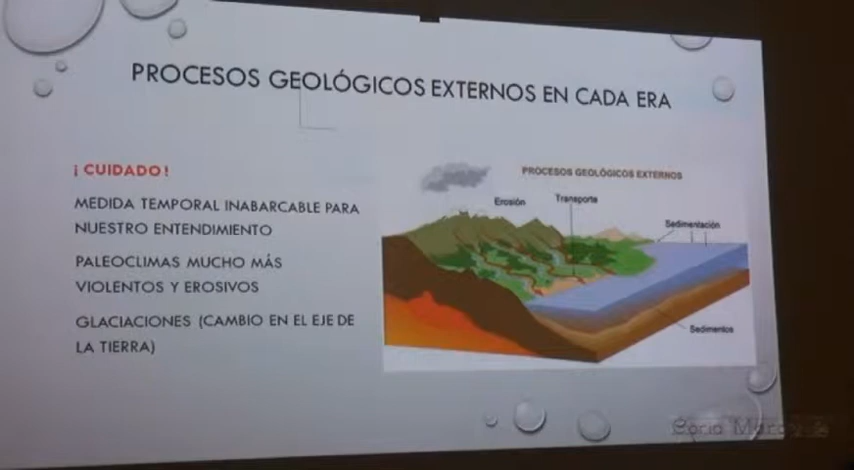 PROCESOS GEOLÓGICOS EXTERNOS EN CADA ERA
¡ CUIDADO!
MEDIDA TEMPORAL INABARCABLE PARA
NUESTRO ENTENDIMIENTO
PALEOCLIMAS MUCHO MÁS
VIOLENTOS Y EROSIVOS
GLACIACIONES (CAMBIO EN EL EJE DE
LA TIERRA)
PROCESOS GEOLÓGICOS EXTERNOS
Erosión
Transporte
Sedimentación
Sedimentos